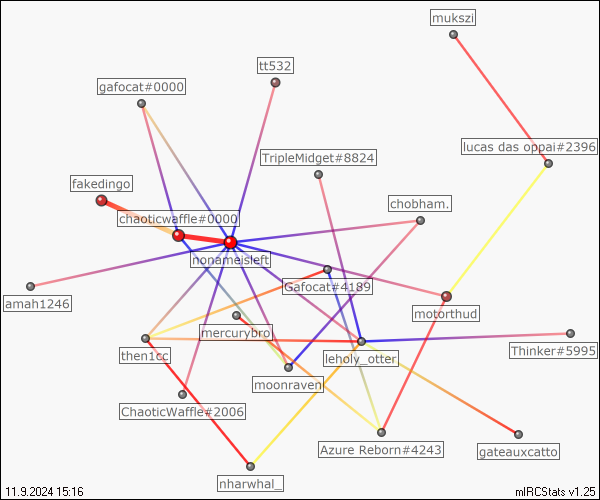 mukszi
tt532
gafocat#0000
lucas das oppai#2396
TripleMidget#8824
fakedingo
chobham.
chaoticwaffle#0000
nonameisleft
Gafocat#4189
amah1246
motorthud
mercurybro
Thinker#5995
then1cc
leholy_otter
moonraven
ChaoticWaffle#2006
Azure Reborn#4243
gateauxcatto
nharwhal_
11.9.2024 15:16
mIRCStats v1.25